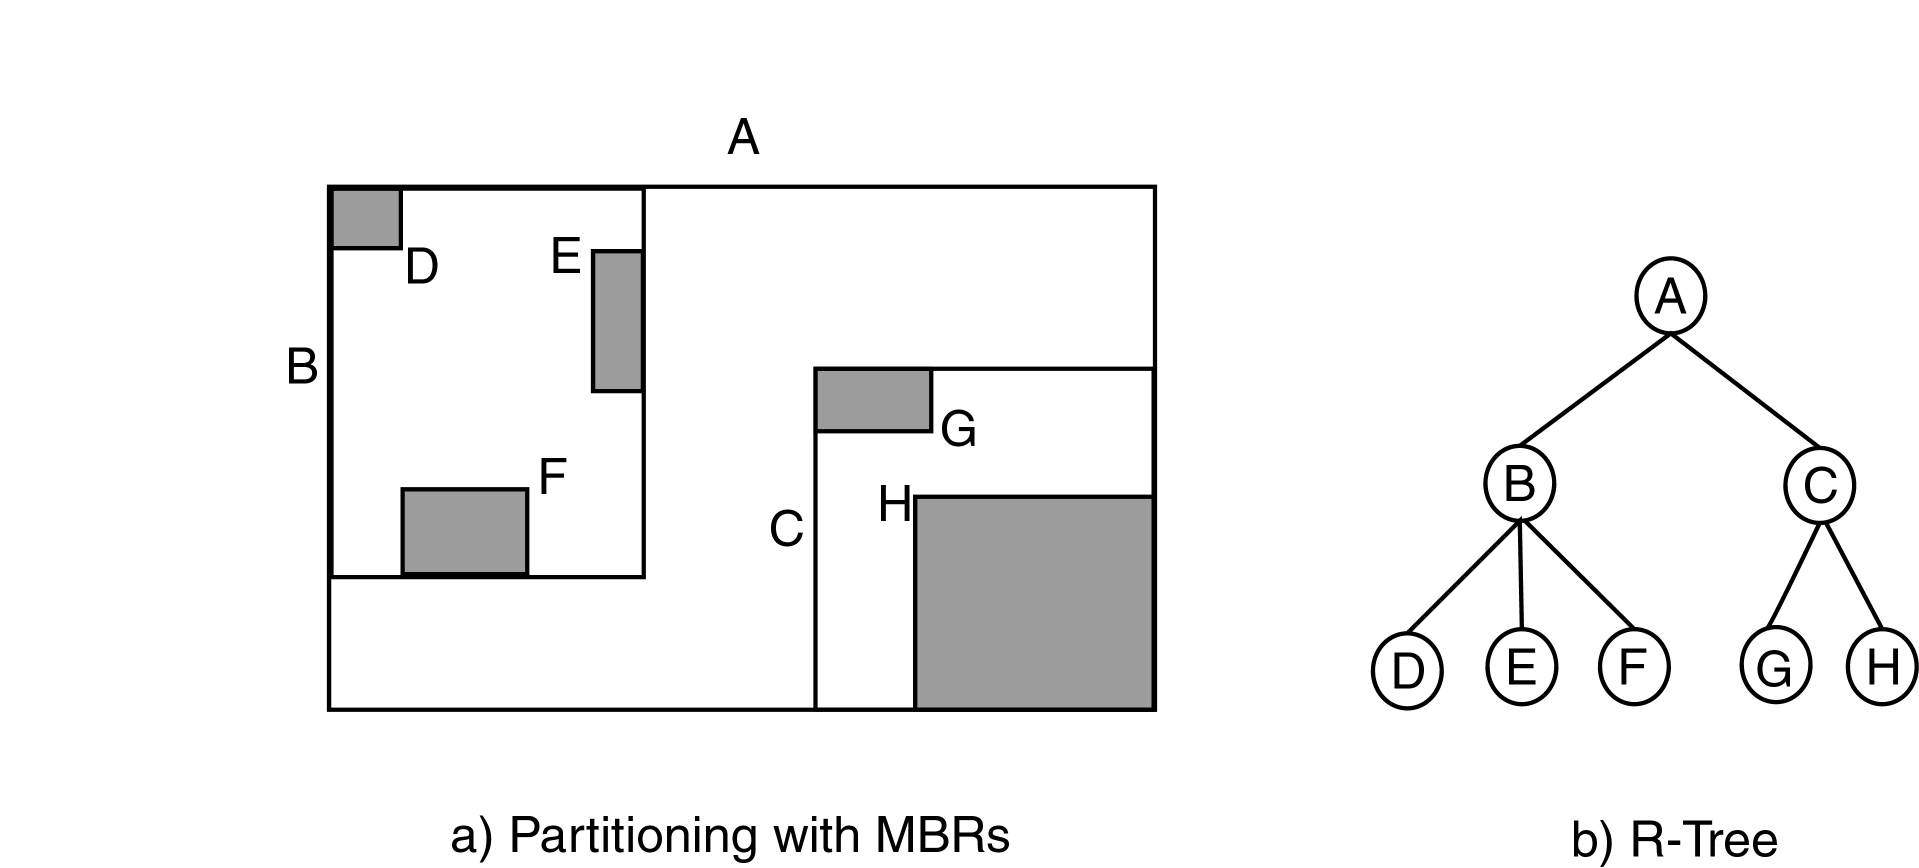 A
D
E
B
F
G
H
C
a) Partitioning with MBRs
A
B
C
D
E
F
G
H
b) R-Tree